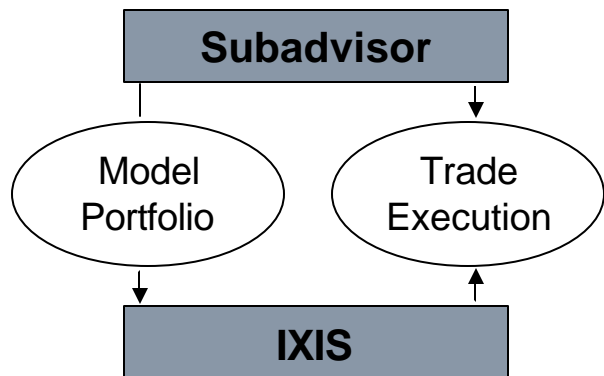 Subadvisor
Model
Portfolio
Trade
Execution
IXIS